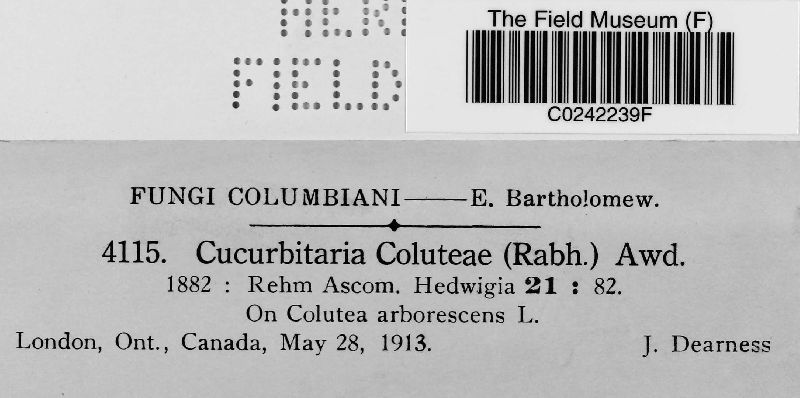 FIELD
The Field Museum (F)
C0242239F
FUNGI COLUMBIANI—E. Bartholomew.
4115. Cucurbitaria Coluteae (Rabh.) Awd.
1882 : Rehm Ascom. Hedwigia 21 : 82.
On Colutea arborescens L.
London, Ont., Canada, May 28, 1913. J. Dearness